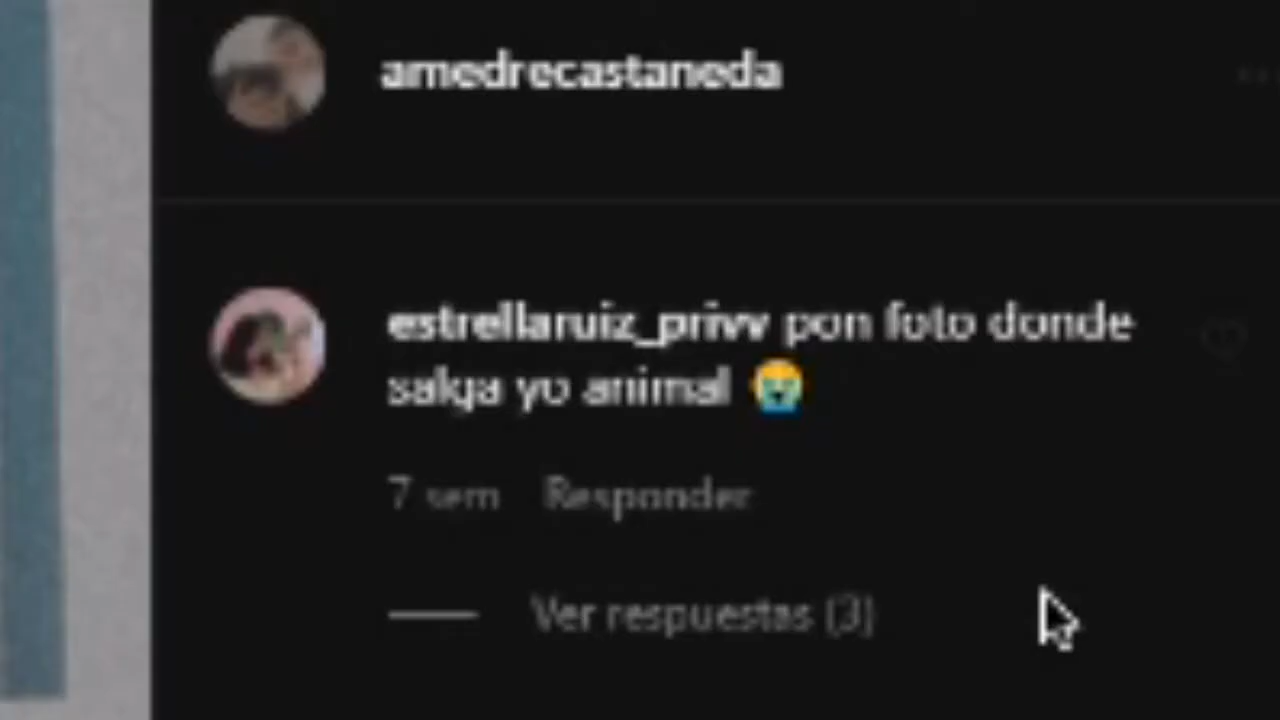 amedrecastaneda
estrellaruiz_privv pon foto donde
salga yo animal 😭
7 sem Responder
Ver respuestas (3)